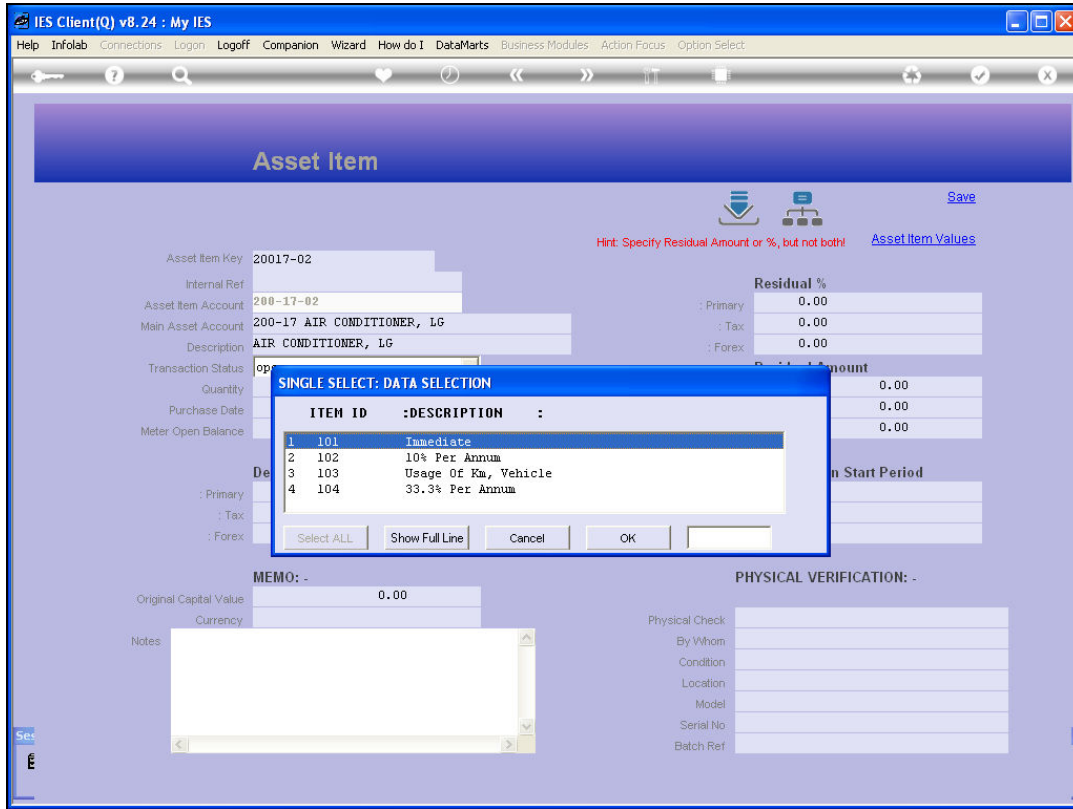 IES Client(Q) v8.24 : My IES
Help Infolab Connections Logon Logoff Companion Wizard How do I DataMarts Business Modules Action Focus Option Select
Asset Item
Save
Hint: Specify Residual Amount or %, but not both!
Asset Item Values
Asset Item Key 20017-02
Internal Ref
Residual %
Asset Item Account 200-17-02
: Primary 0.00
Main Asset Account 200-17 AIR CONDITIONER, LG
: Tax 0.00
Description AIR CONDITIONER, LG
: Forex 0.00
Transaction Status
Quantity 0.00
Purchase Date 0.00
Meter Open Balance 0.00
SINGLE SELECT: DATA SELECTION
ITEM ID :DESCRIPTION :
1 101 Immediate
2 102 10% Per Annum
3 103 Usage Of Km, Vehicle
4 104 33.3% Per Annum
Select ALL Show Full Line Cancel OK
Start Period
: Primary
: Tax
: Forex
MEMO: -
PHYSICAL VERIFICATION: -
Original Capital Value 0.00
Currency
Notes
Physical Check
By Whom
Condition
Location
Model
Serial No
Batch Ref